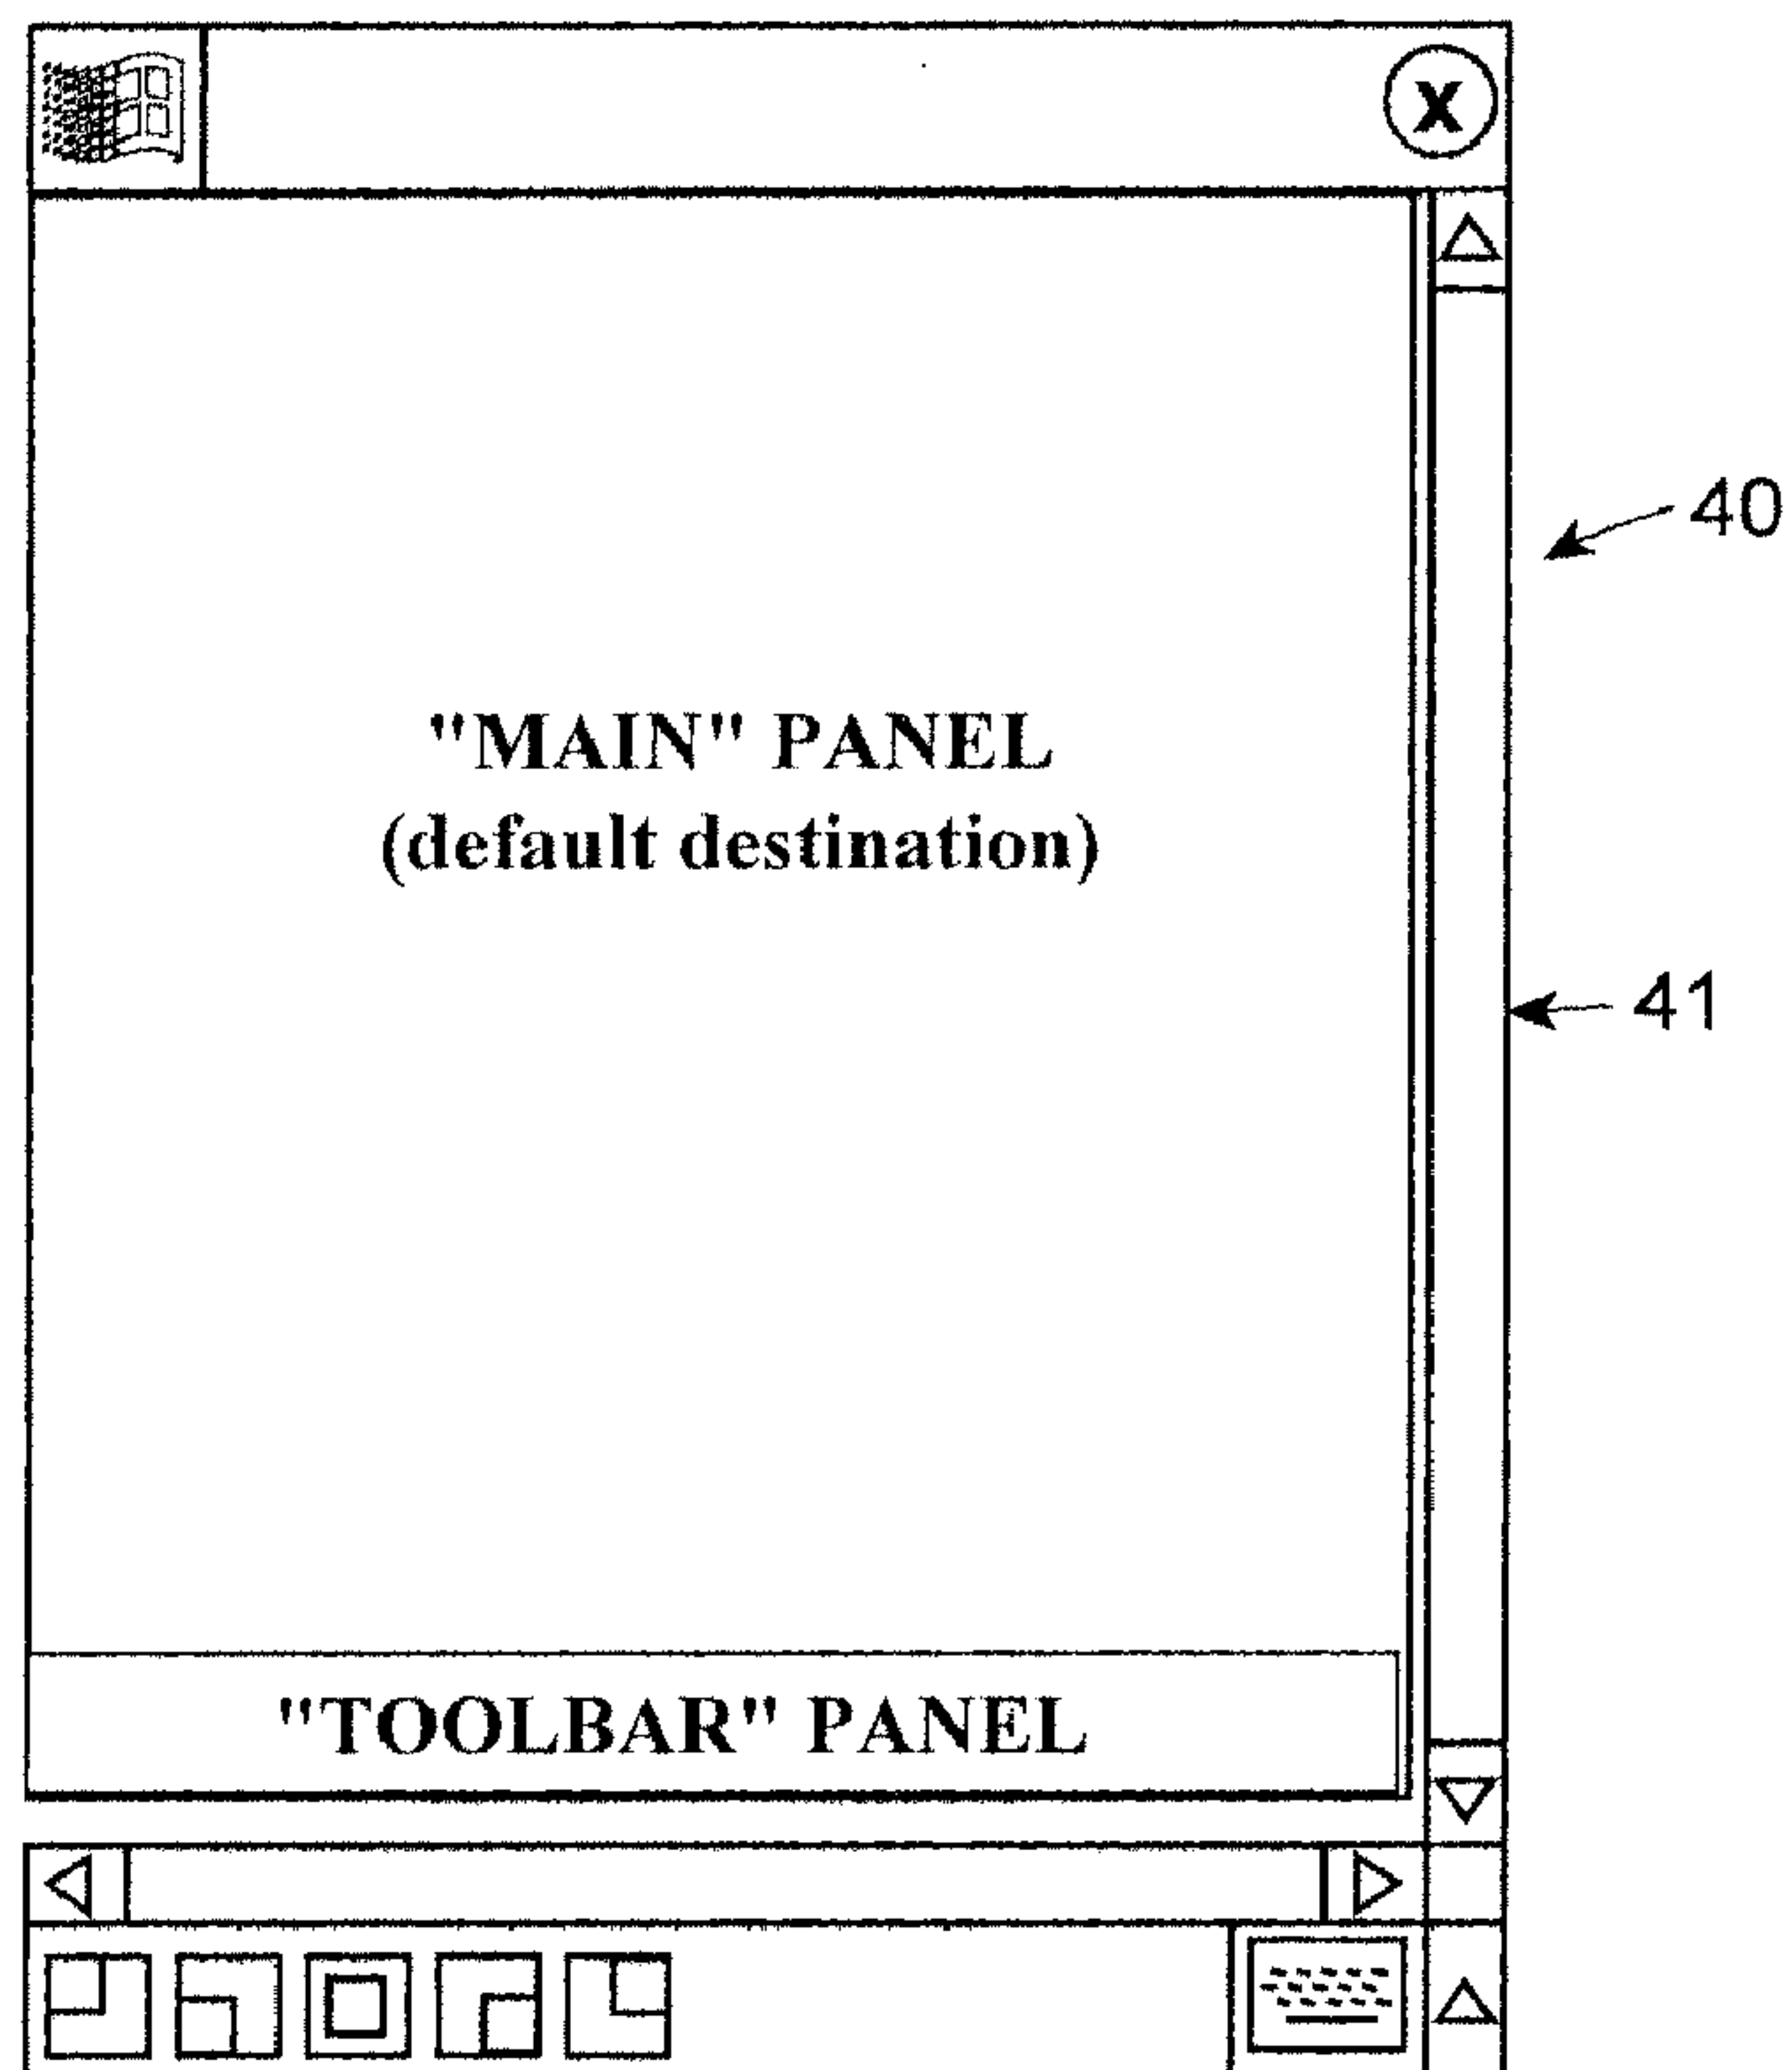 X
40
"MAIN" PANEL
(default destination)
41
"TOOLBAR" PANEL